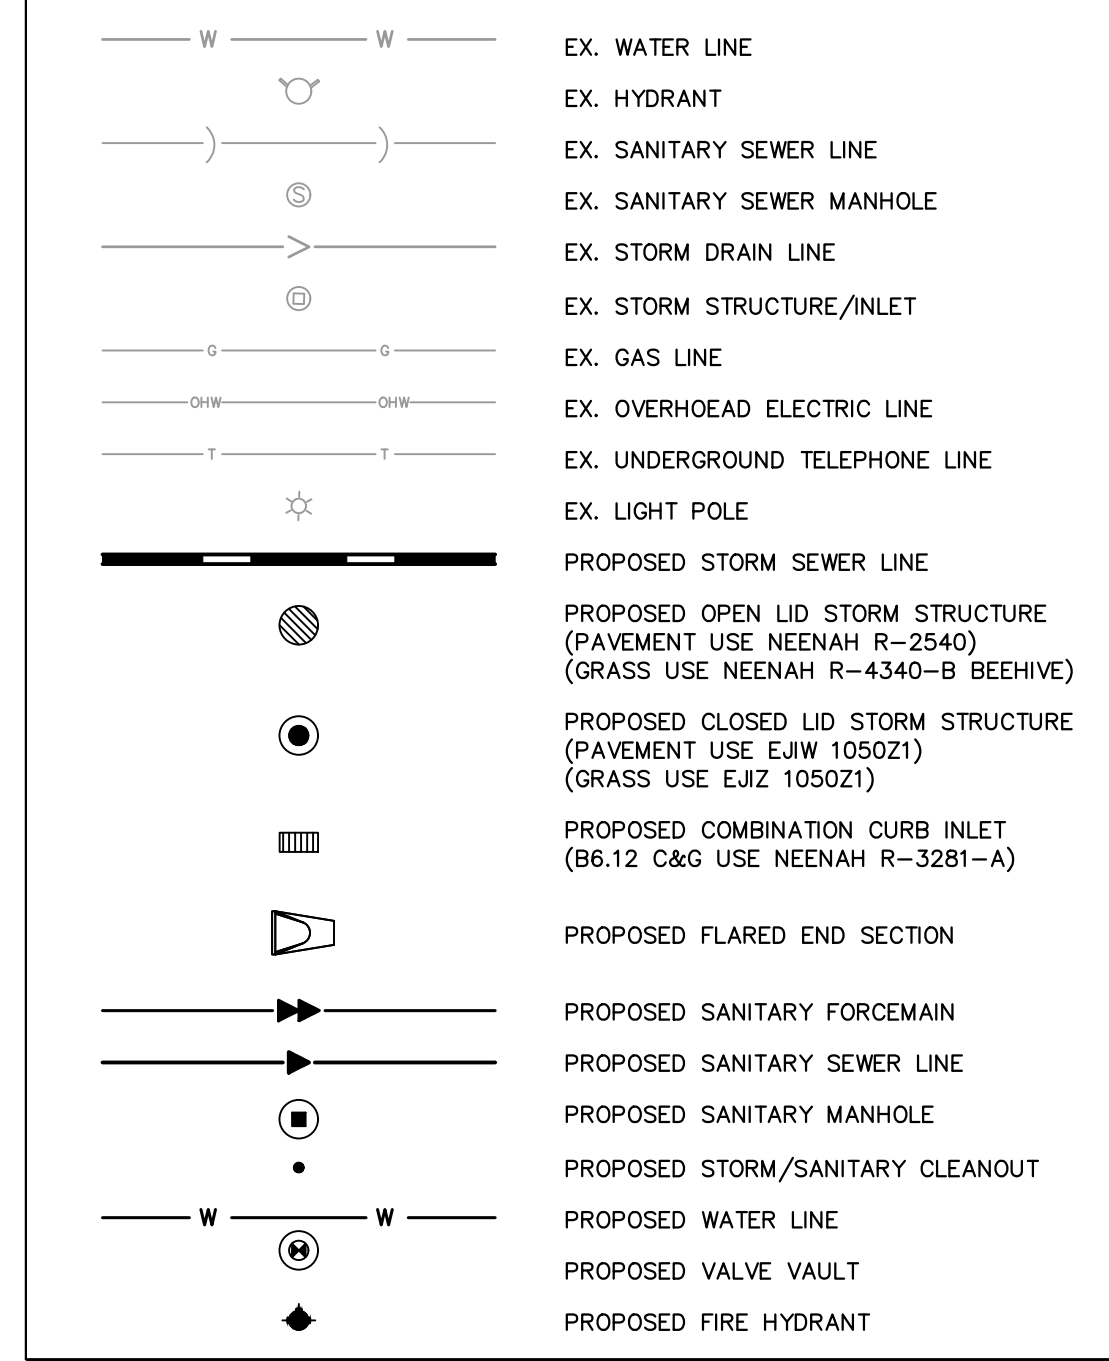 W W EX. WATER LINE
EX. HYDRANT
EX. SANITARY SEWER LINE
S EX. SANITARY SEWER MANHOLE
EX. STORM DRAIN LINE
EX. STORM STRUCTURE/INLET
G G EX. GAS LINE
OHW OHW EX. OVERHOEAD ELECTRIC LINE
T T EX. UNDERGROUND TELEPHONE LINE
EX. LIGHT POLE
PROPOSED STORM SEWER LINE
PROPOSED OPEN LID STORM STRUCTURE
(PAVEMENT USE NEENAH R-2540)
(GRASS USE NEENAH R-4340-B BEEHIVE)
PROPOSED CLOSED LID STORM STRUCTURE
(PAVEMENT USE EJIW 1050Z1)
(GRASS USE EJIZ 1050Z1)
PROPOSED COMBINATION CURB INLET
(B6.12 C&G USE NEENAH R-3281-A)
PROPOSED FLARED END SECTION
PROPOSED SANITARY FORCEMAIN
PROPOSED SANITARY SEWER LINE
PROPOSED SANITARY MANHOLE
PROPOSED STORM/SANITARY CLEANOUT
W W PROPOSED WATER LINE
PROPOSED VALVE VAULT
PROPOSED FIRE HYDRANT